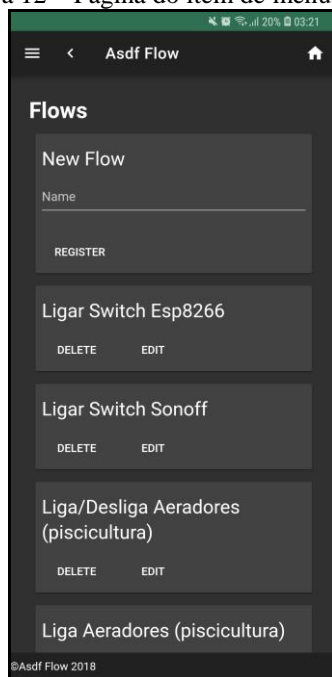 a 12 – Página do item de menu
20% 03:21
Asdf Flow
Flows
New Flow
Name
REGISTER
Ligar Switch Esp8266
DELETE EDIT
Ligar Switch Sonoff
DELETE EDIT
Liga/Desliga Aeradores
(piscicultura)
DELETE EDIT
Liga Aeradores (piscicultura)
©Asdf Flow 2018